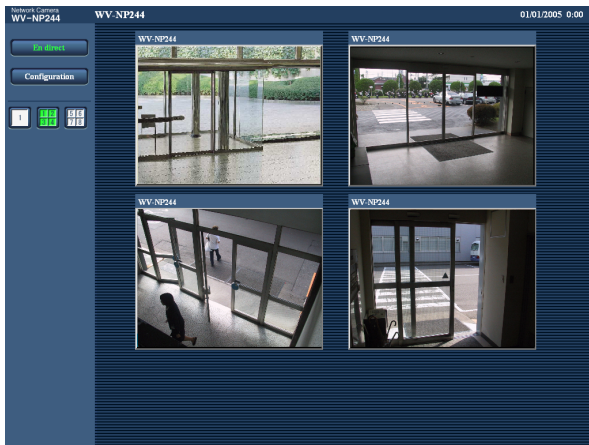 Network Camera
WV-NP244
WV-NP244
01/01/2005 0:00
En direct
Configuration
1
1 2
3 4
5 6
7 8
WV-NP244
WV-NP244
WV-NP244
WV-NP244